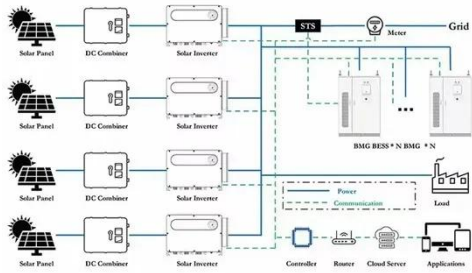 STS
Meter
Grid
Solar Panel
DC Combiner
Solar Inverter
Solar Panel
DC Combiner
Solar Inverter
BMG BESS * N BMG * N
Solar Panel
DC Combiner
Solar Inverter
Power
Communication
Load
Solar Panel
DC Combiner
Solar Inverter
Controller
Router
Cloud Server
Applications